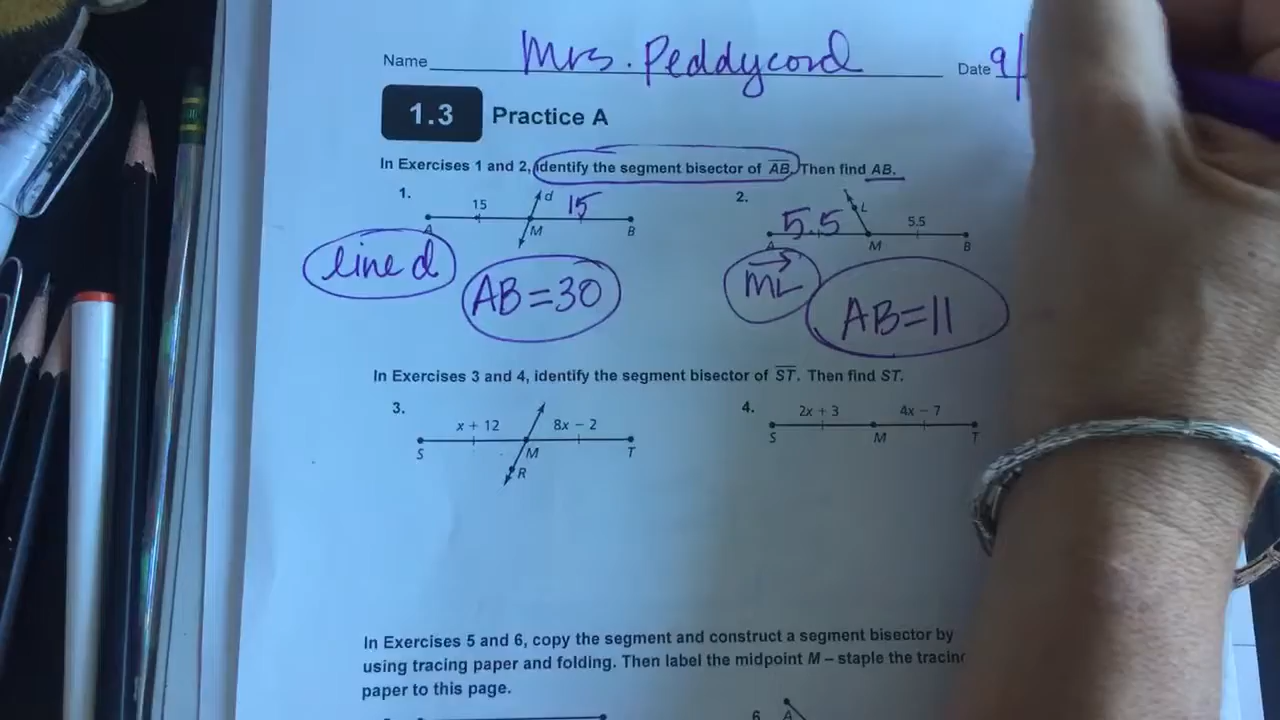 Name Mrs. Peddycord Date 9/
1.3 Practice A
In Exercises 1 and 2, identify the segment bisector of AB. Then find AB.
1. 15 d 15
A M B
line d AB=30
2. 5.5 L 5.5
A M B
ML AB=11
In Exercises 3 and 4, identify the segment bisector of ST. Then find ST.
3. x + 12 8x − 2
S M T
R
4. 2x + 3 4x − 7
S M T
In Exercises 5 and 6, copy the segment and construct a segment bisector by
using tracing paper and folding. Then label the midpoint M – staple the tracing
paper to this page.
6 A